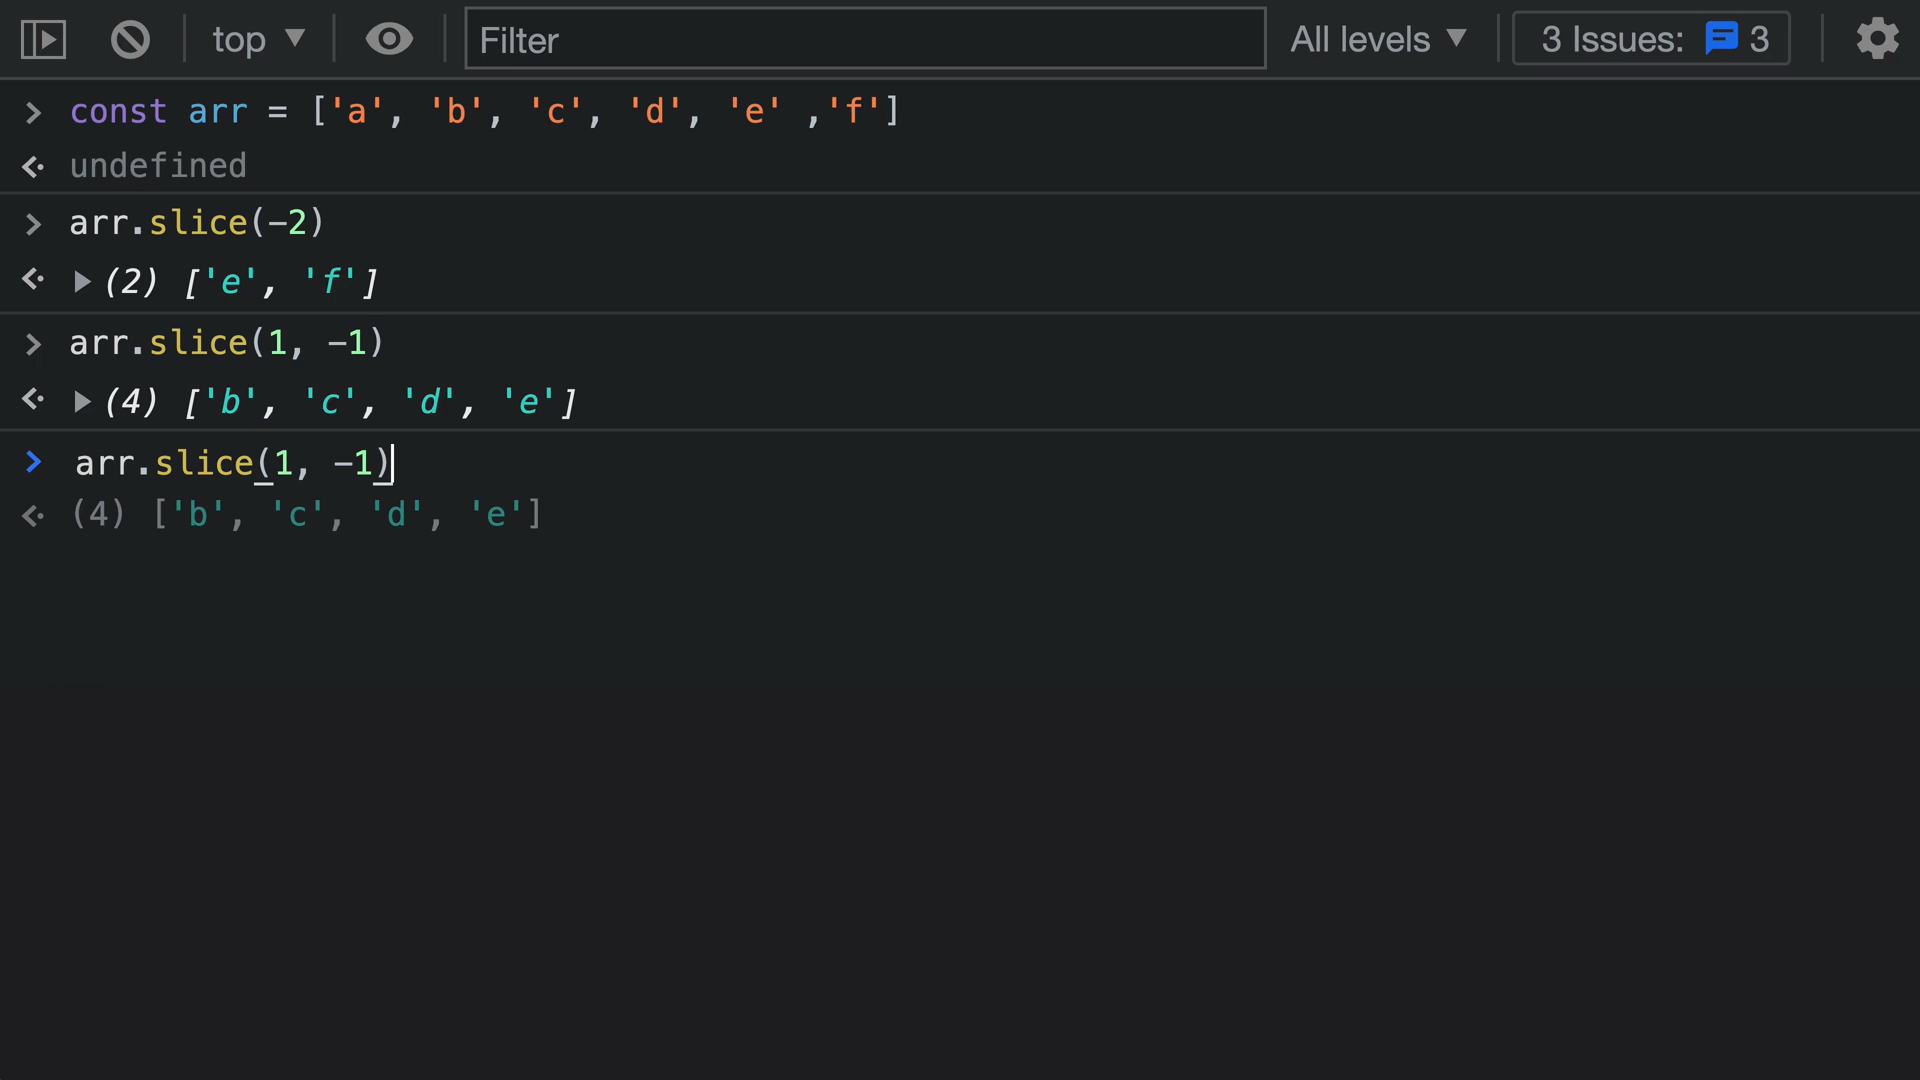 top ▼ Filter All levels ▼ 3 Issues: 3
> const arr = ['a', 'b', 'c', 'd', 'e' ,'f']
undefined
> arr.slice(-2)
(2) ['e', 'f']
> arr.slice(1, -1)
(4) ['b', 'c', 'd', 'e']
> arr.slice(1, -1)
(4) ['b', 'c', 'd', 'e']